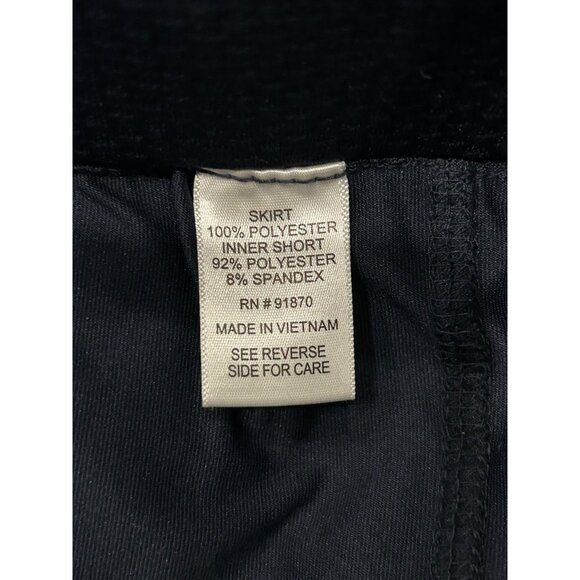 SKIRT
100% POLYESTER
INNER SHORT
92% POLYESTER
8% SPANDEX
RN # 91870
MADE IN VIETNAM
SEE REVERSE
SIDE FOR CARE